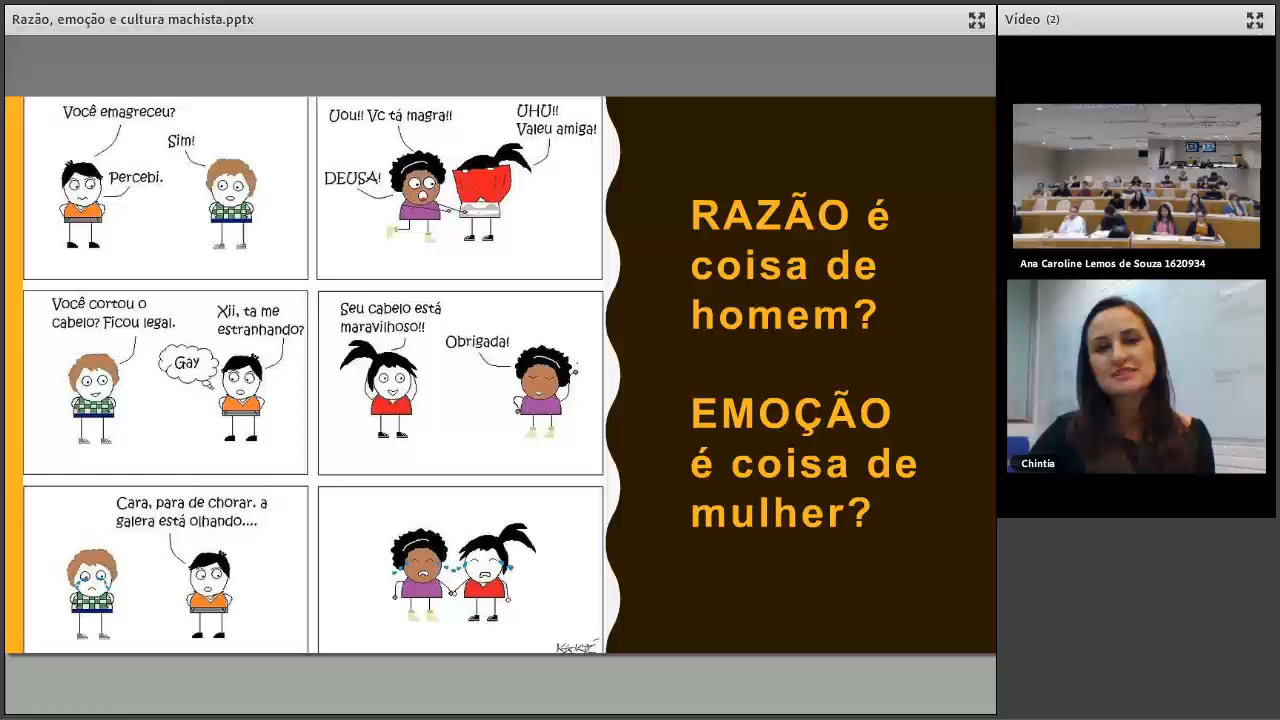 Razão, emoção e cultura machista.pptx
Vídeo (2)
Você emagreceu?
Sim!
Percebi.
Uou!! Vc tá magra!!
UHU!!
Valeu amiga!
DEUSA!
Você cortou o
cabelo? Ficou legal.
Xii, ta me
estranhando?
Gay
Seu cabelo está
maravilhoso!!
Obrigada!
Cara, para de chorar. a
galera está olhando....
RAZÃO é
coisa de
homem?
EMOÇÃO
é coisa de
mulher?
Ana Caroline Lemos de Souza 1620934
Chintia